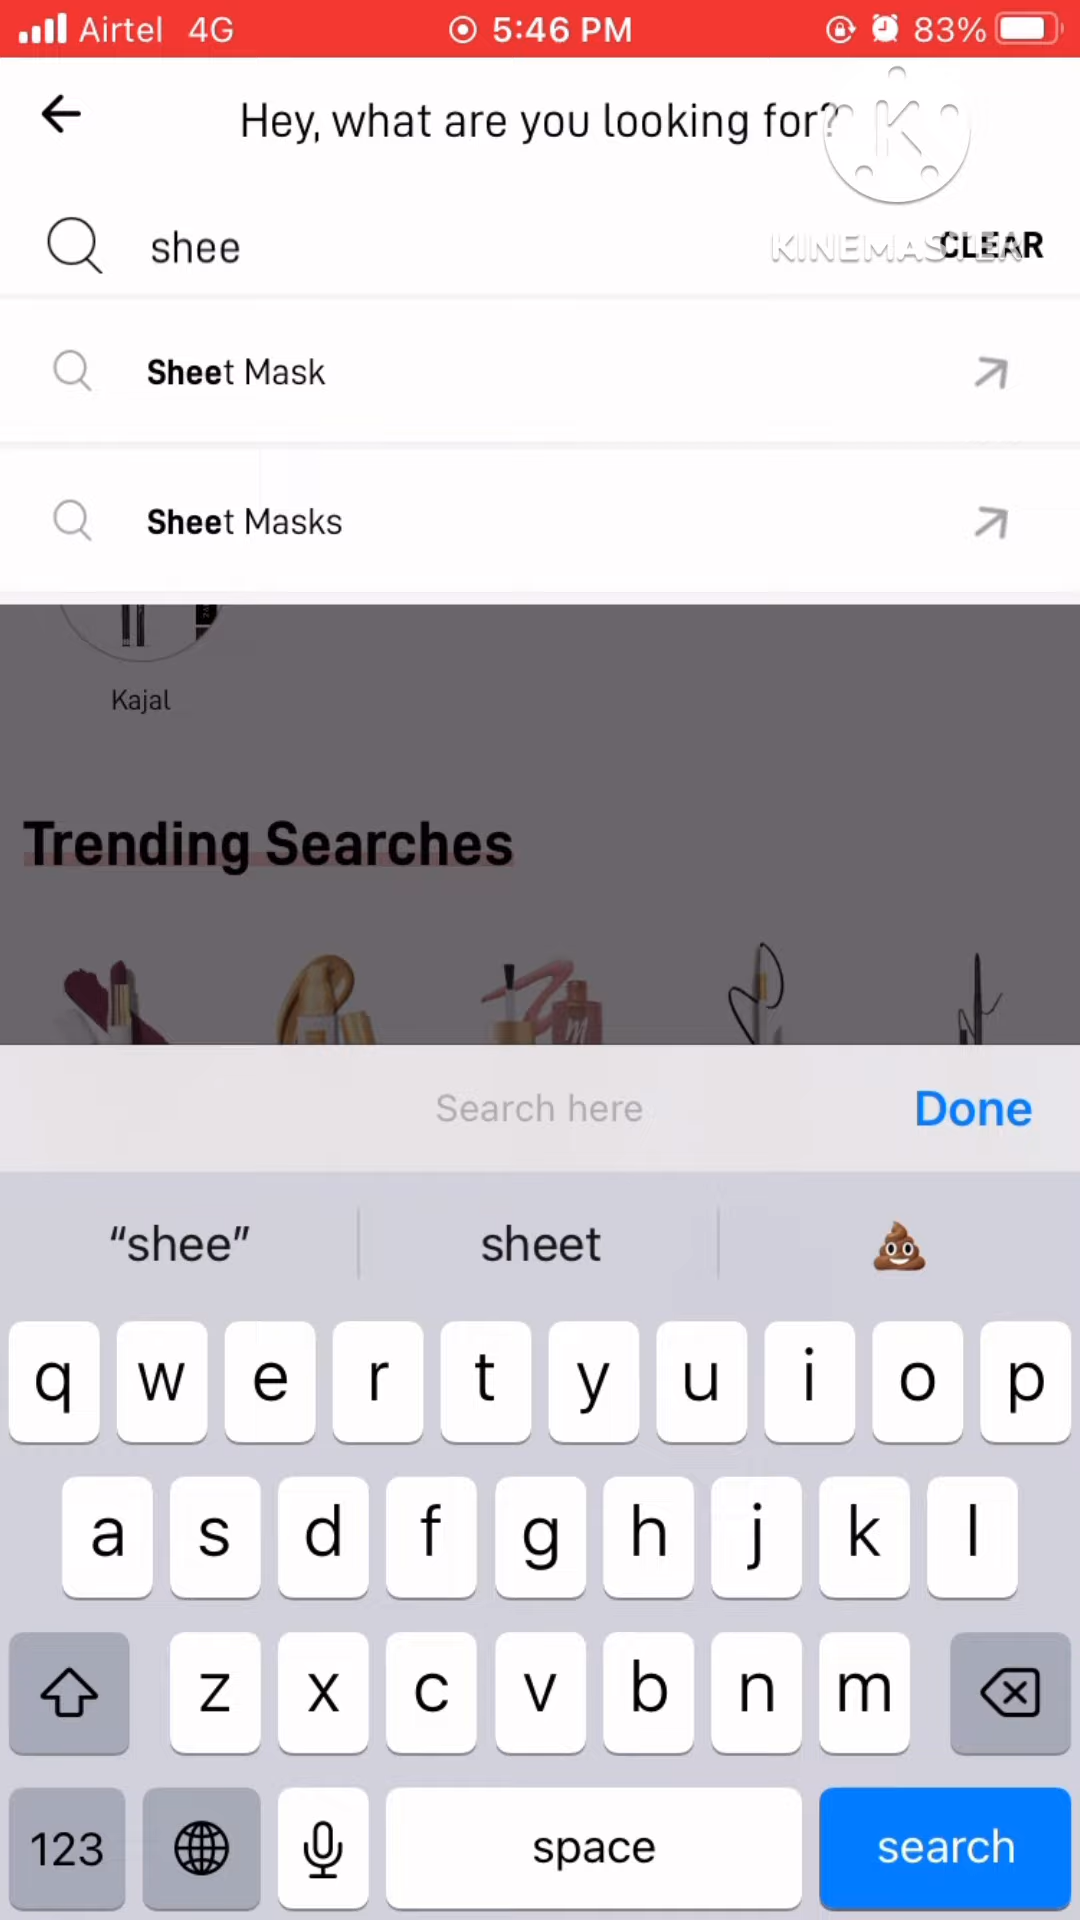 Airtel 4G 5:46 PM 83%
Hey, what are you looking for?
K
KINEMASTER
shee
CLEAR
Sheet Mask
Sheet Masks
Kajal
Trending Searches
m
Search here
Done
“shee”
sheet
q w e r t y u i o p
a s d f g h j k l
z x c v b n m
123
space
search